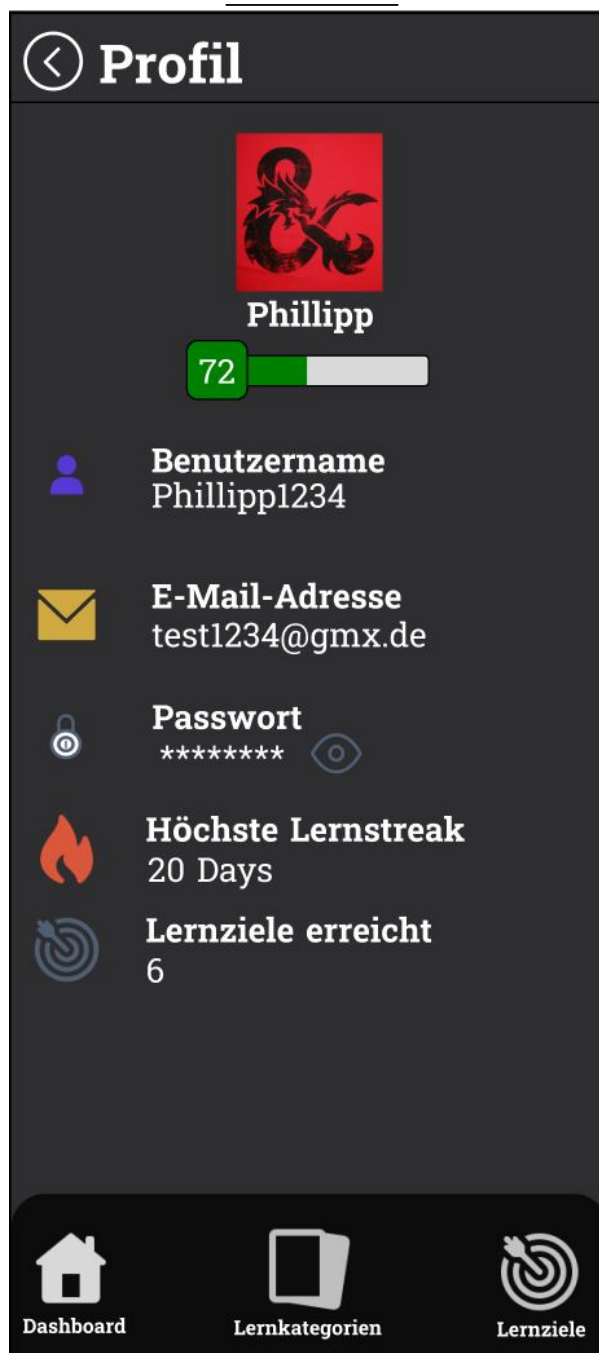 Profil
Phillipp
72
Benutzername
Phillipp1234
E-Mail-Adresse
test1234@gmx.de
Passwort
********
Höchste Lernstreak
20 Days
Lernziele erreicht
6
Dashboard
Lernkategorien
Lernziele